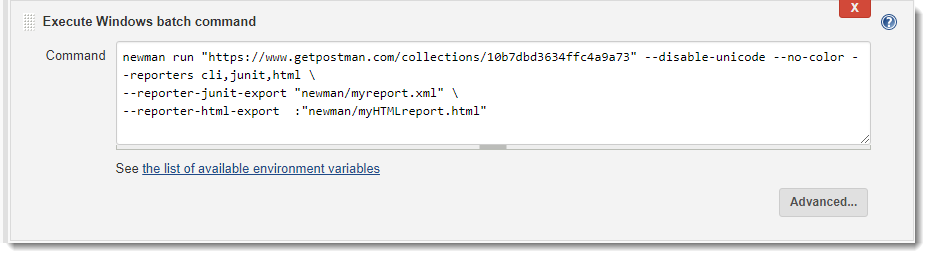 X
Execute Windows batch command
?
Command
newman run "https://www.getpostman.com/collections/10b7dbd3634ffc4a9a73" --disable-unicode --no-color -
-reporters cli,junit,html \
--reporter-junit-export "newman/myreport.xml" \
--reporter-html-export  :"newman/myHTMLreport.html"
See the list of available environment variables
Advanced...